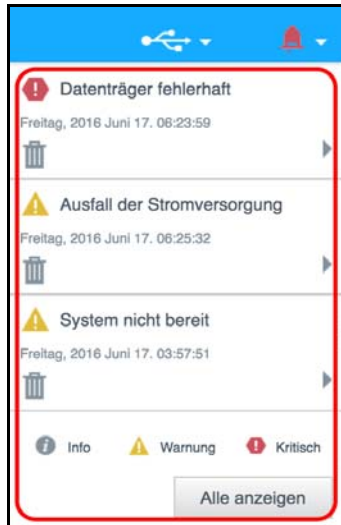 Datenträger fehlerhaft
Freitag, 2016 Juni 17. 06:23:59
Ausfall der Stromversorgung
Freitag, 2016 Juni 17. 06:25:32
System nicht bereit
Freitag, 2016 Juni 17. 03:57:51
Info Warnung Kritisch
Alle anzeigen